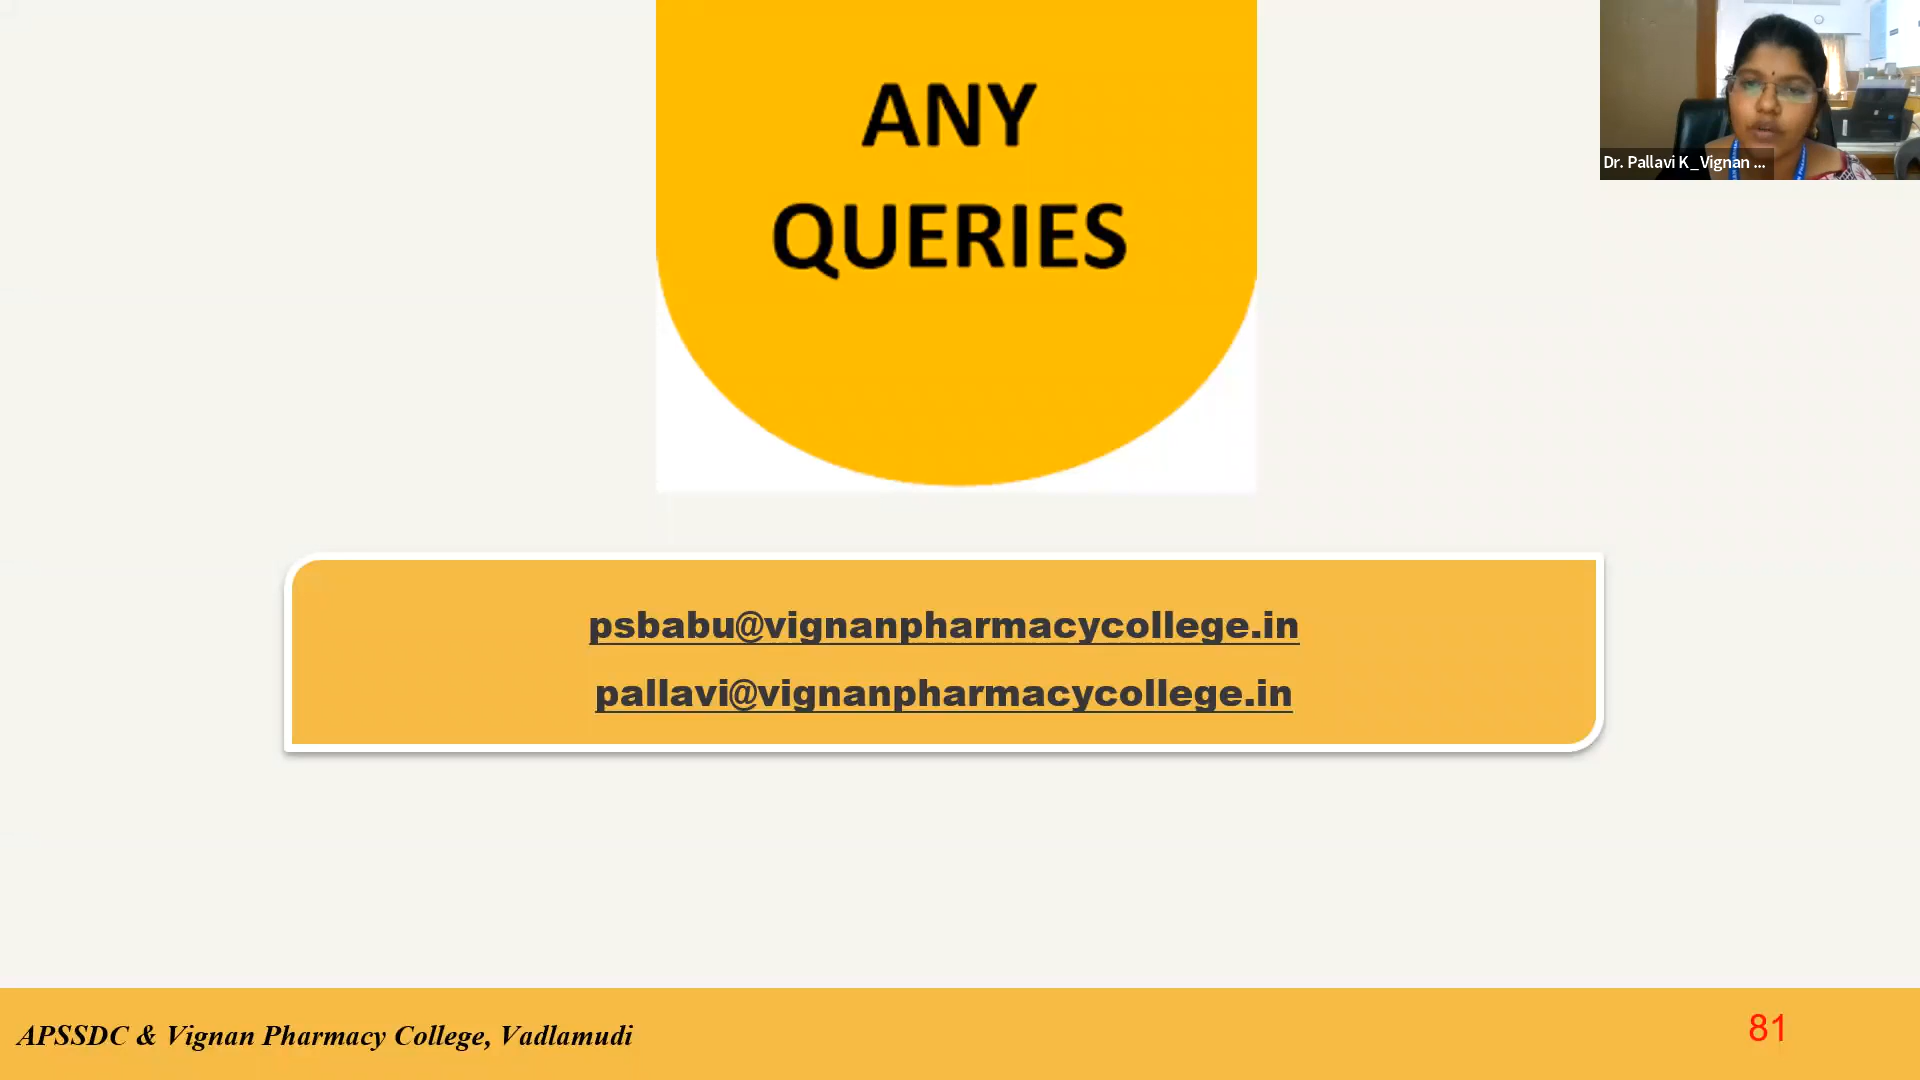 ANY
QUERIES
Dr. Pallavi K_Vignan ...
psbabu@vignanpharmacycollege.in
pallavi@vignanpharmacycollege.in
APSSDC & Vignan Pharmacy College, Vadlamudi
81